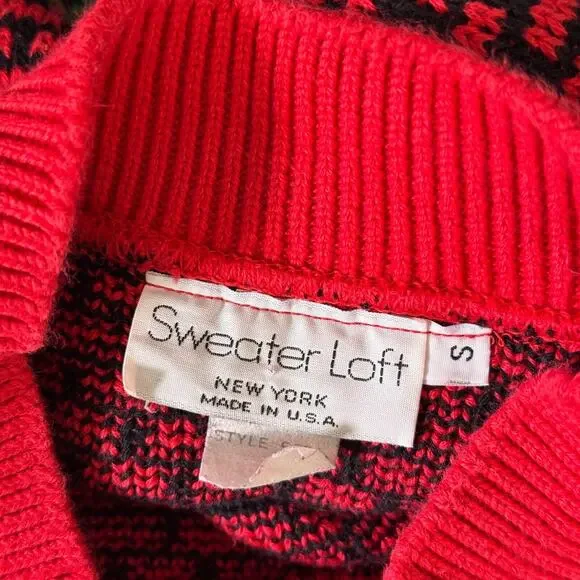 Sweater Loft
NEW YORK
MADE IN U.S.A.
S
STYLE